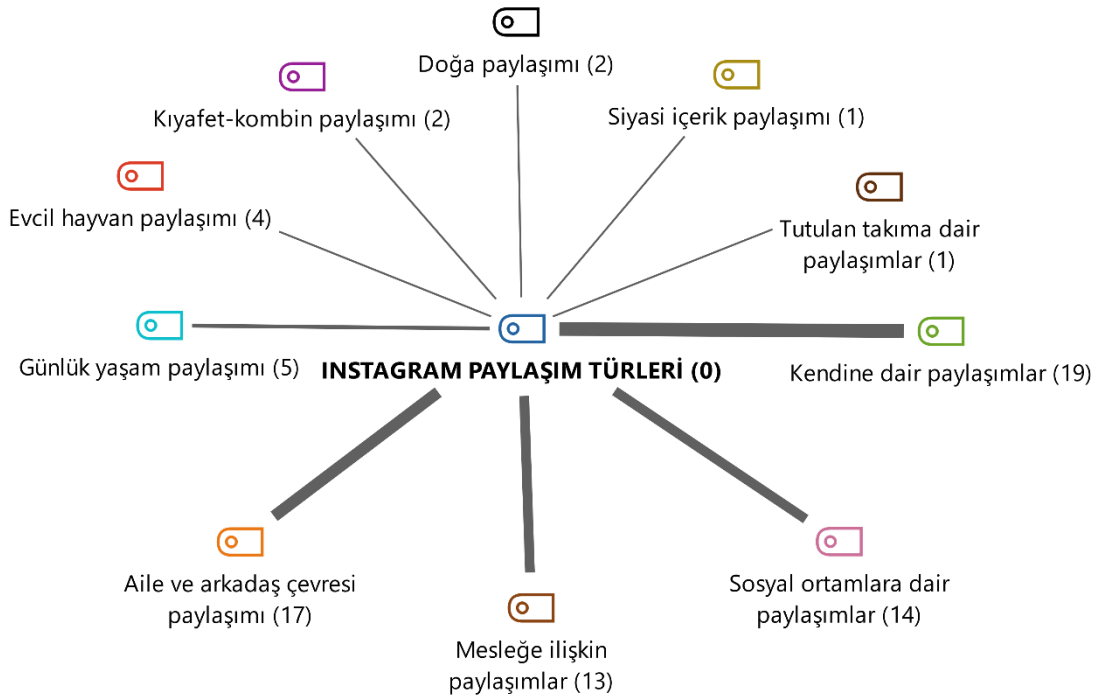 Doğa paylaşımı (2)
Kıyafet-kombin paylaşımı (2)
Siyasi içerik paylaşımı (1)
Evcil hayvan paylaşımı (4)
Tutulan takıma dair
paylaşımlar (1)
Günlük yaşam paylaşımı (5)
INSTAGRAM PAYLAŞIM TÜRLERİ (0)
Kendine dair paylaşımlar (19)
Aile ve arkadaş çevresi
paylaşımı (17)
Mesleğe ilişkin
paylaşımlar (13)
Sosyal ortamlara dair
paylaşımlar (14)